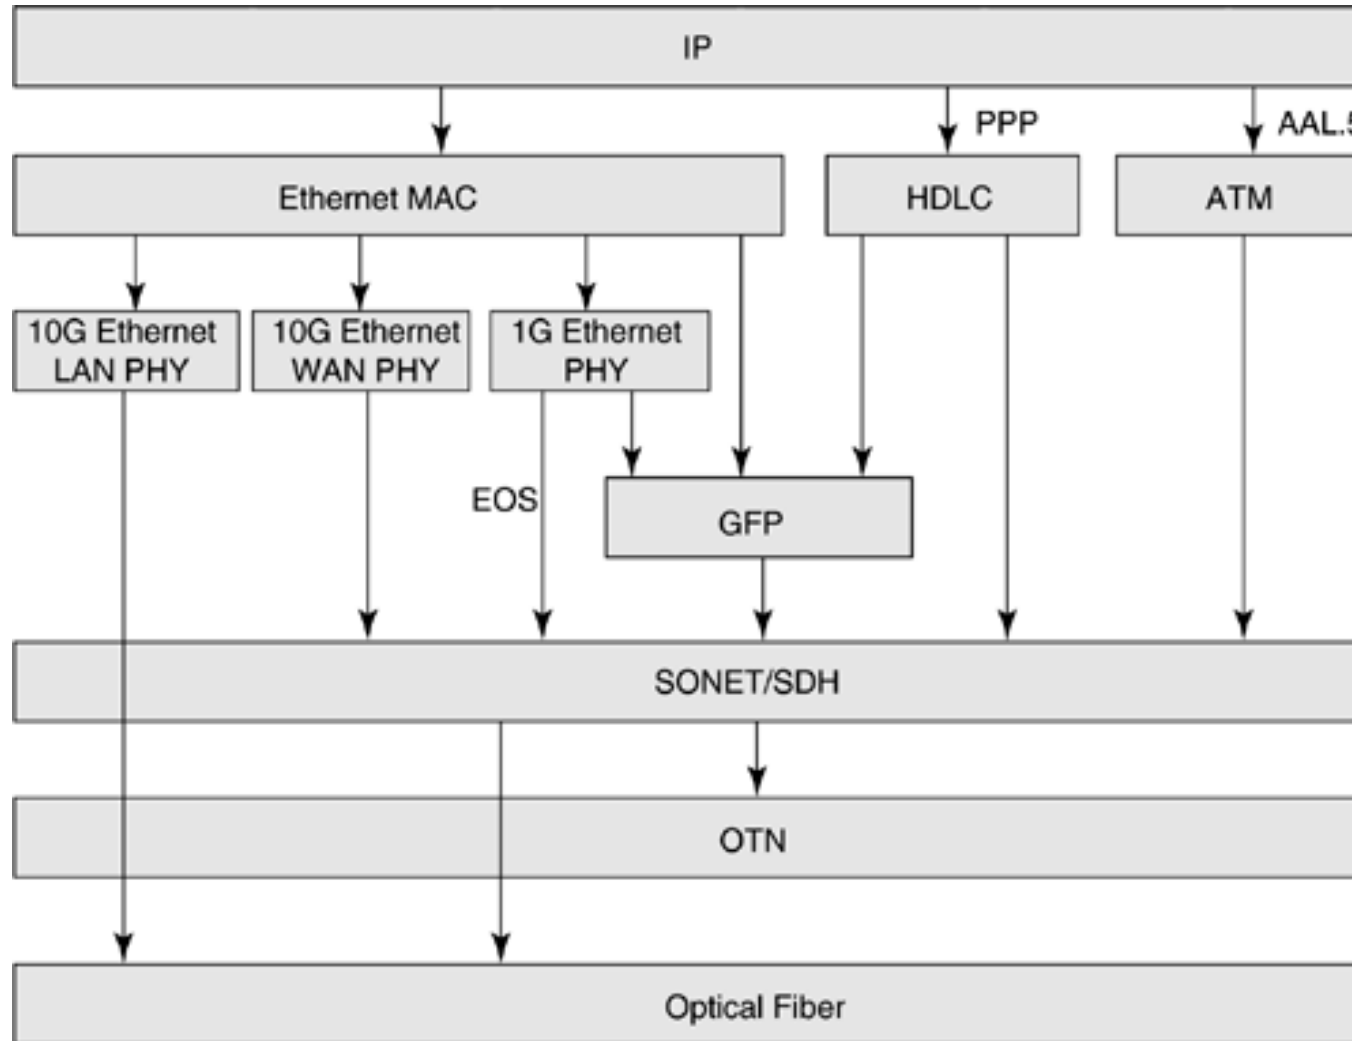 IP
PPP
AAL.5
Ethernet MAC
HDLC
ATM
10G Ethernet
LAN PHY
10G Ethernet
WAN PHY
1G Ethernet
PHY
EOS
GFP
SONET/SDH
OTN
Optical Fiber